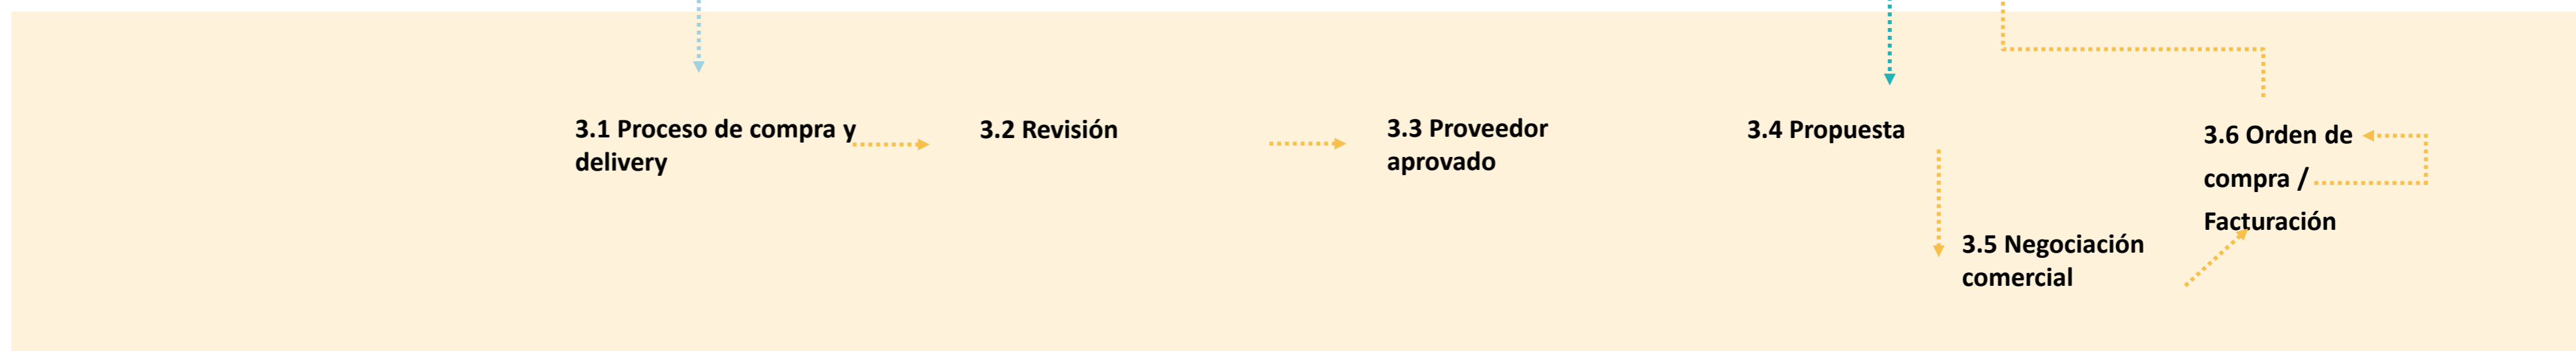 3.1 Proceso de compra y
delivery
3.2 Revisión
3.3 Proveedor
aprovado
3.4 Propuesta
3.5 Negociación
comercial
3.6 Orden de
compra /
Facturación